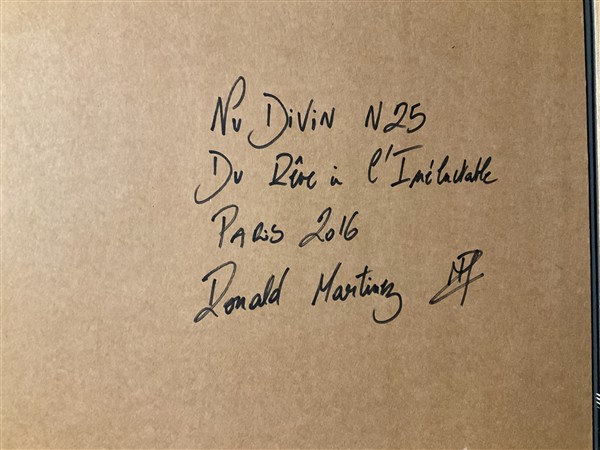 Nu Divin N25
Du Rêve à l'Inéluctable
Paris 2016
Donald Martinez